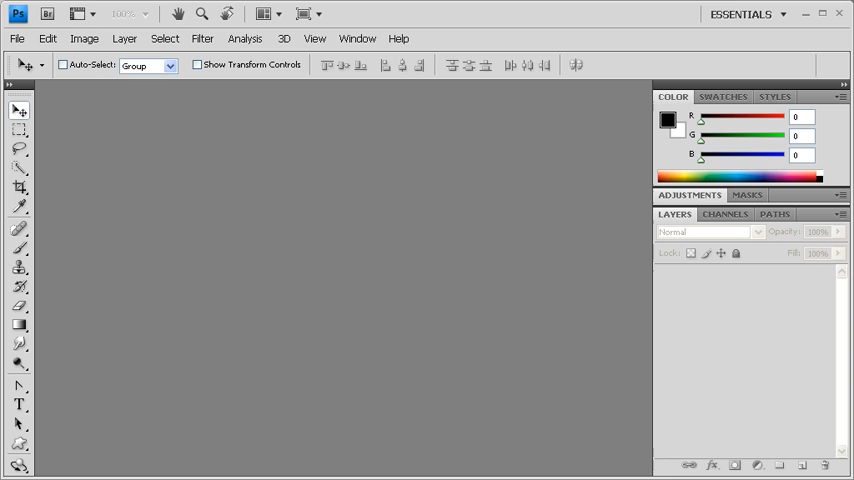 Ps Br 100% ESSENTIALS
File Edit Image Layer Select Filter Analysis 3D View Window Help
Auto-Select: Group Show Transform Controls
COLOR SWATCHES STYLES
R 0
G 0
B 0
ADJUSTMENTS MASKS
LAYERS CHANNELS PATHS
Normal Opacity: 100%
Lock: Fill: 100%
T
fx